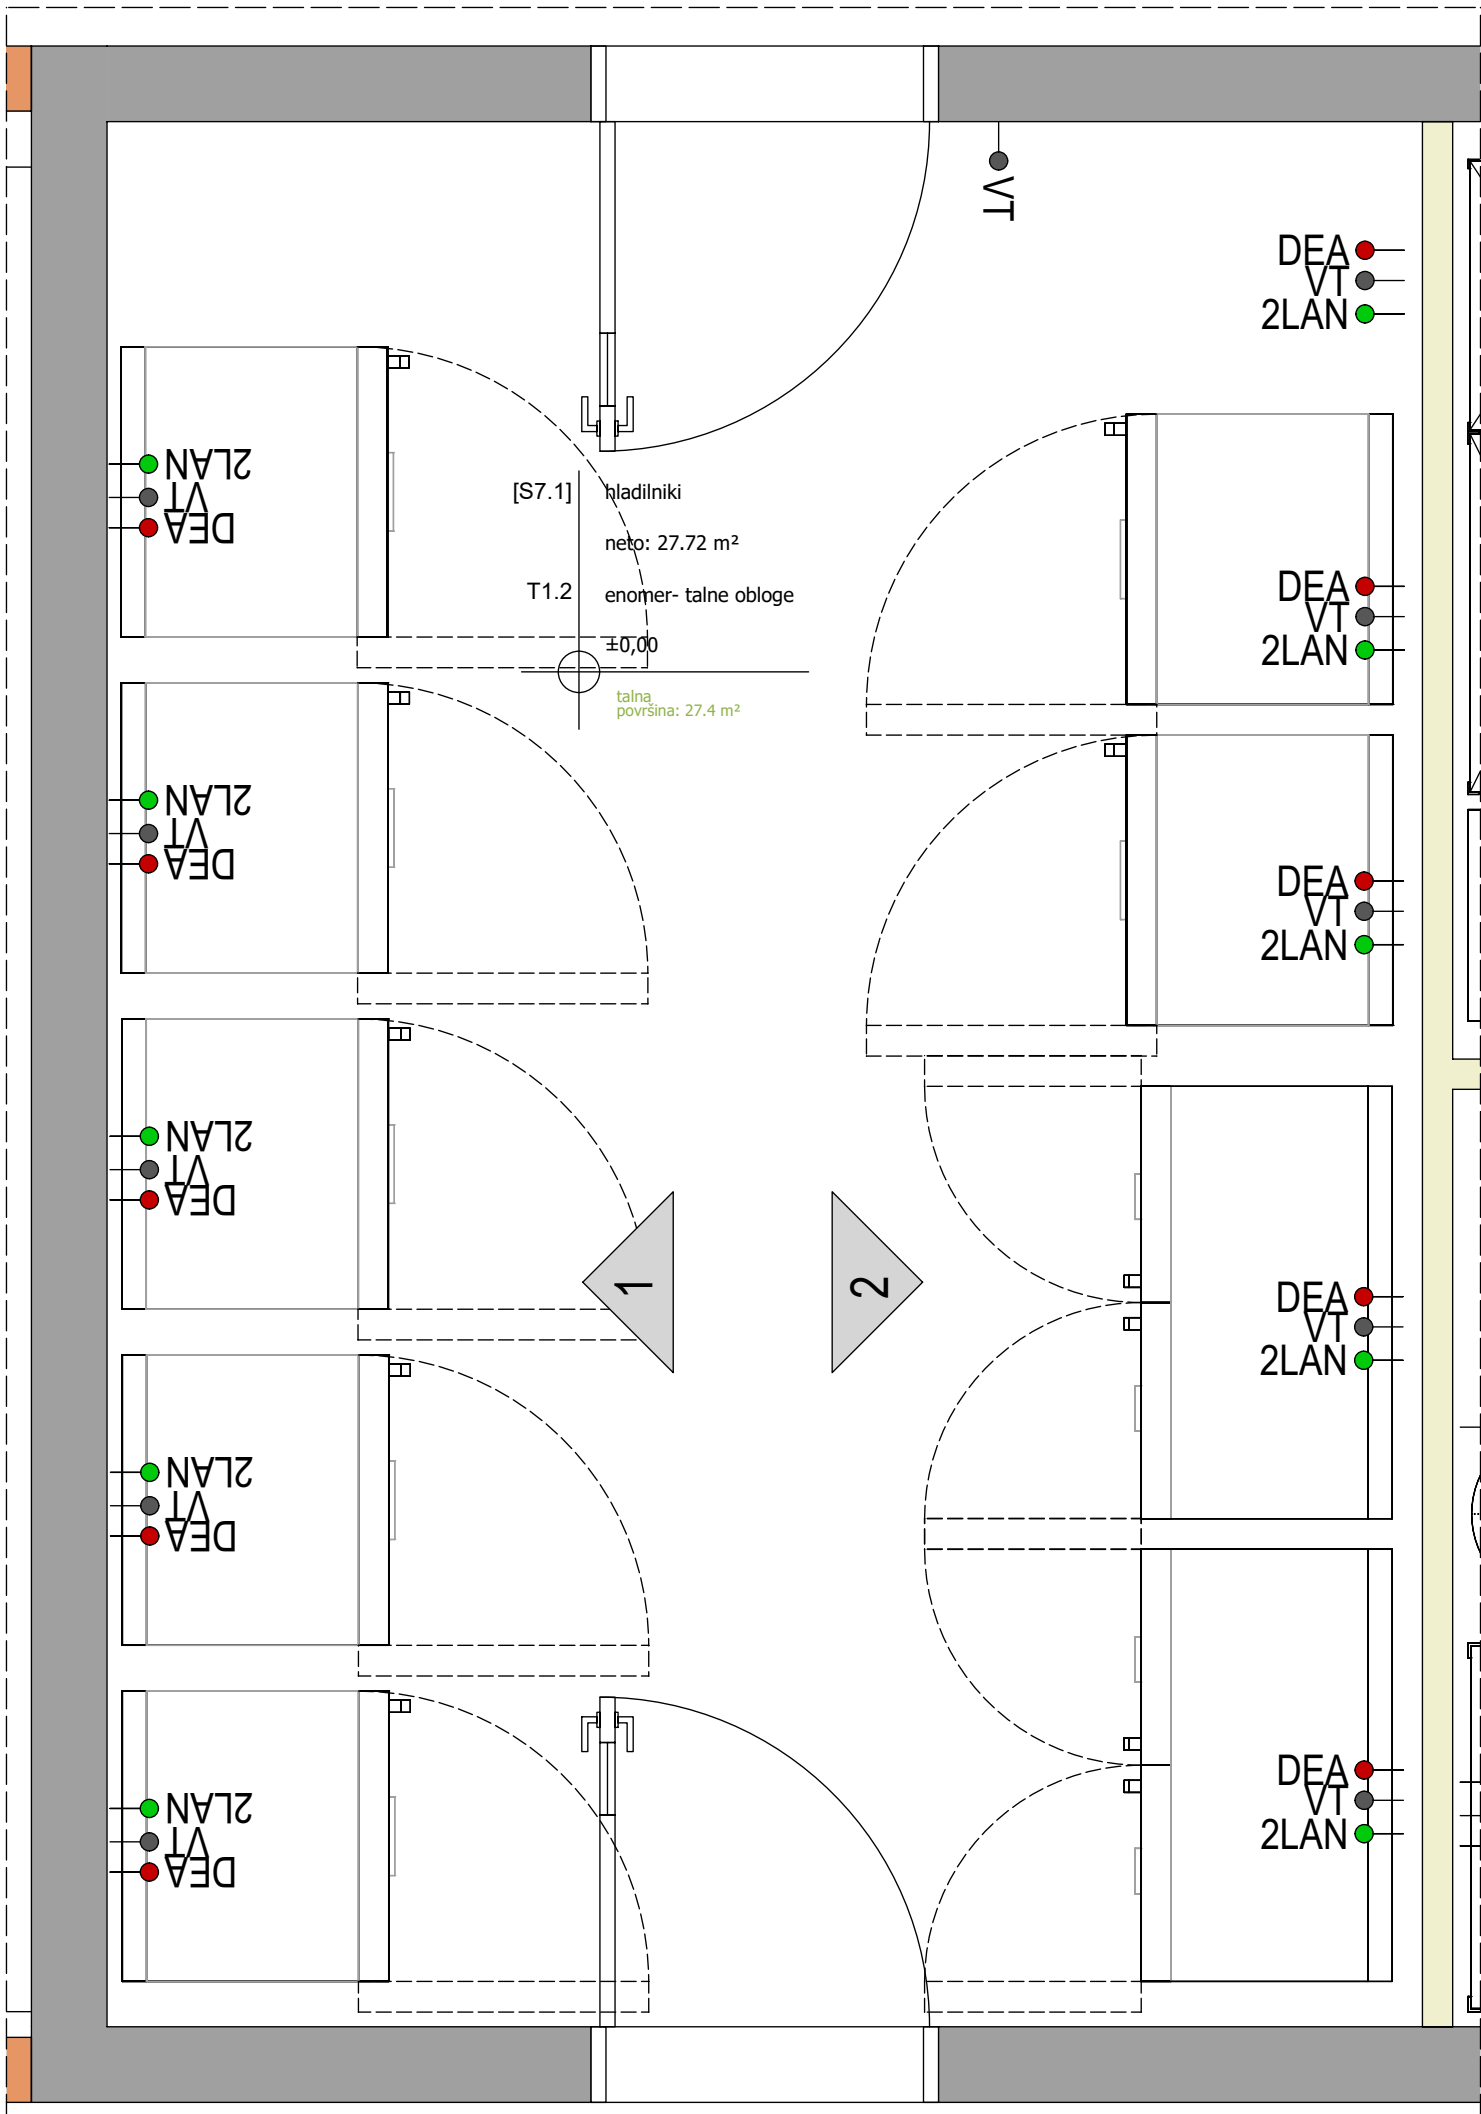 VT
DEA
VT
2LAN
2LAN
VT
DEA
[S7.1] hladilniki
neto: 27.72 m²
T1.2 enomer- talne obloge
±0,00
talna
površina: 27.4 m²
DEA
VT
2LAN
2LAN
VT
DEA
DEA
VT
2LAN
2LAN
VT
DEA
1
2
DEA
VT
2LAN
2LAN
VT
DEA
DEA
VT
2LAN
2LAN
VT
DEA